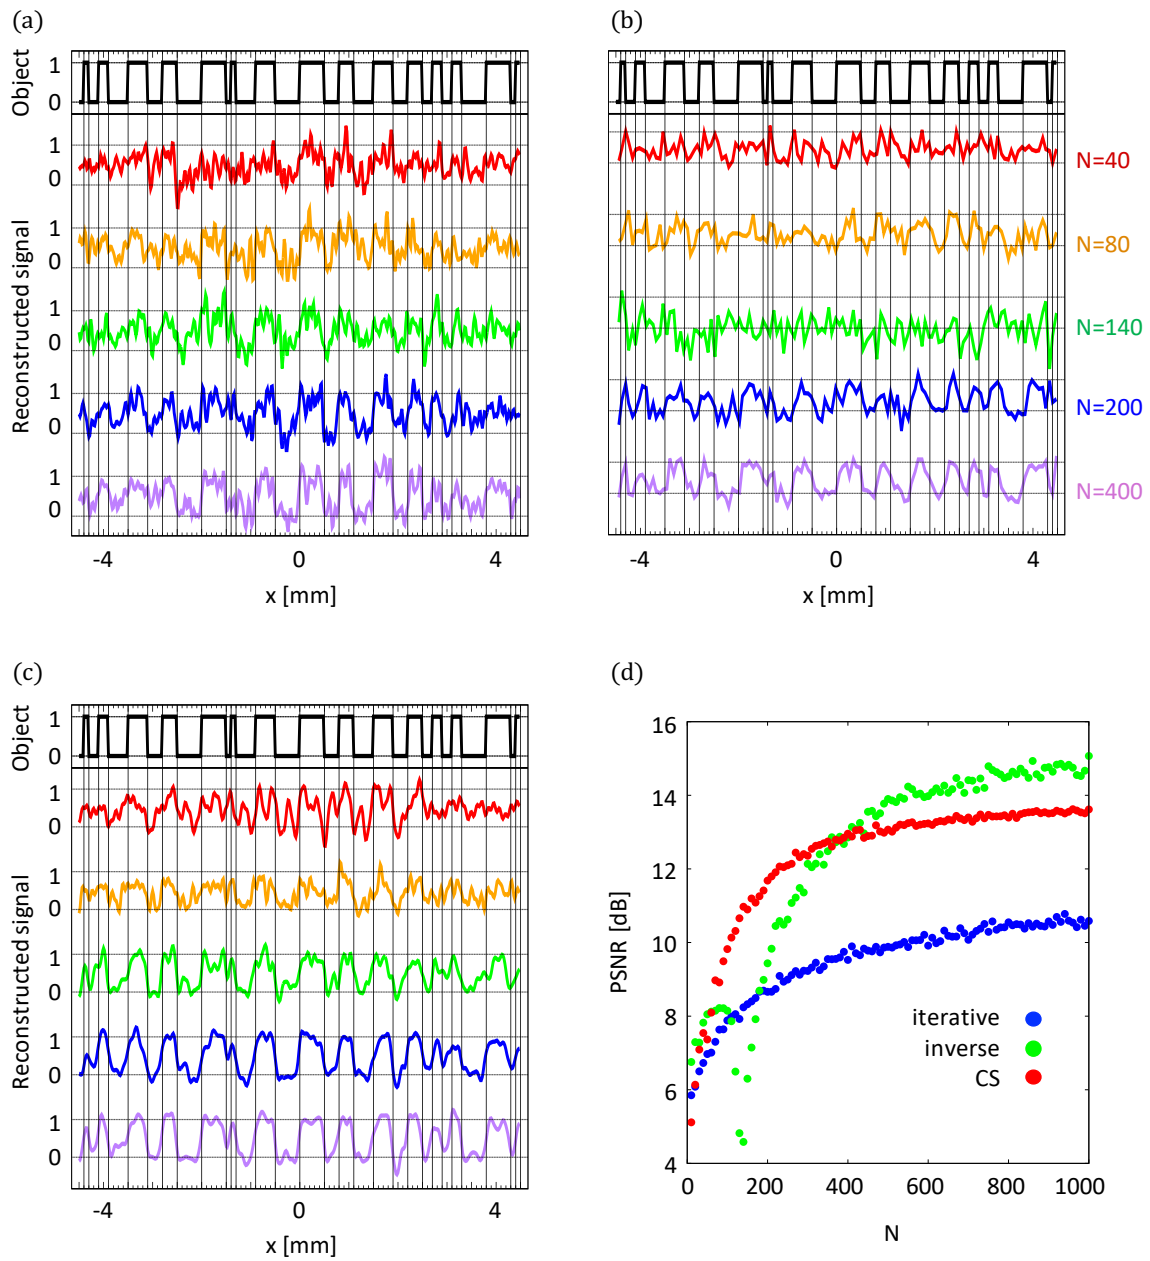 (a)
Object
1
0
Reconstructed signal
1
0
1
0
1
0
1
0
1
0
-4
0
4
x [mm]
(b)
N=40
N=80
N=140
N=200
N=400
-4
0
4
x [mm]
(c)
Object
1
0
Reconstructed signal
1
0
1
0
1
0
1
0
1
0
-4
0
4
x [mm]
(d)
PSNR [dB]
16
14
12
10
8
6
4
iterative
inverse
CS
0
200
400
600
800
1000
N